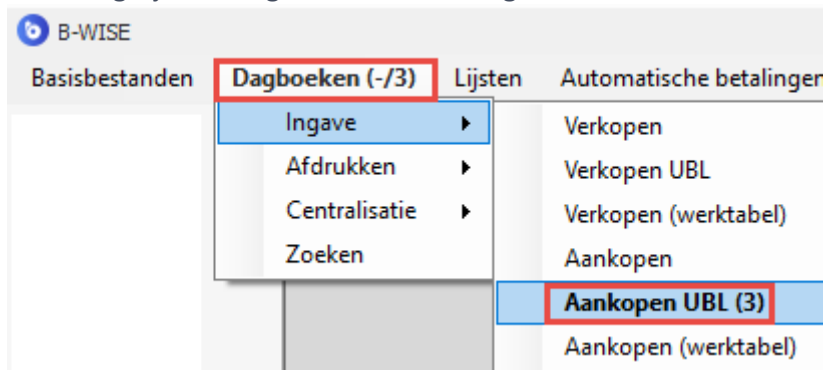 B-WISE
Basisbestanden Dagboeken (-/3) Lijsten Automatische betalingen
Ingave
Afdrukken
Centralisatie
Zoeken
Verkopen
Verkopen UBL
Verkopen (werktabel)
Aankopen
Aankopen UBL (3)
Aankopen (werktabel)